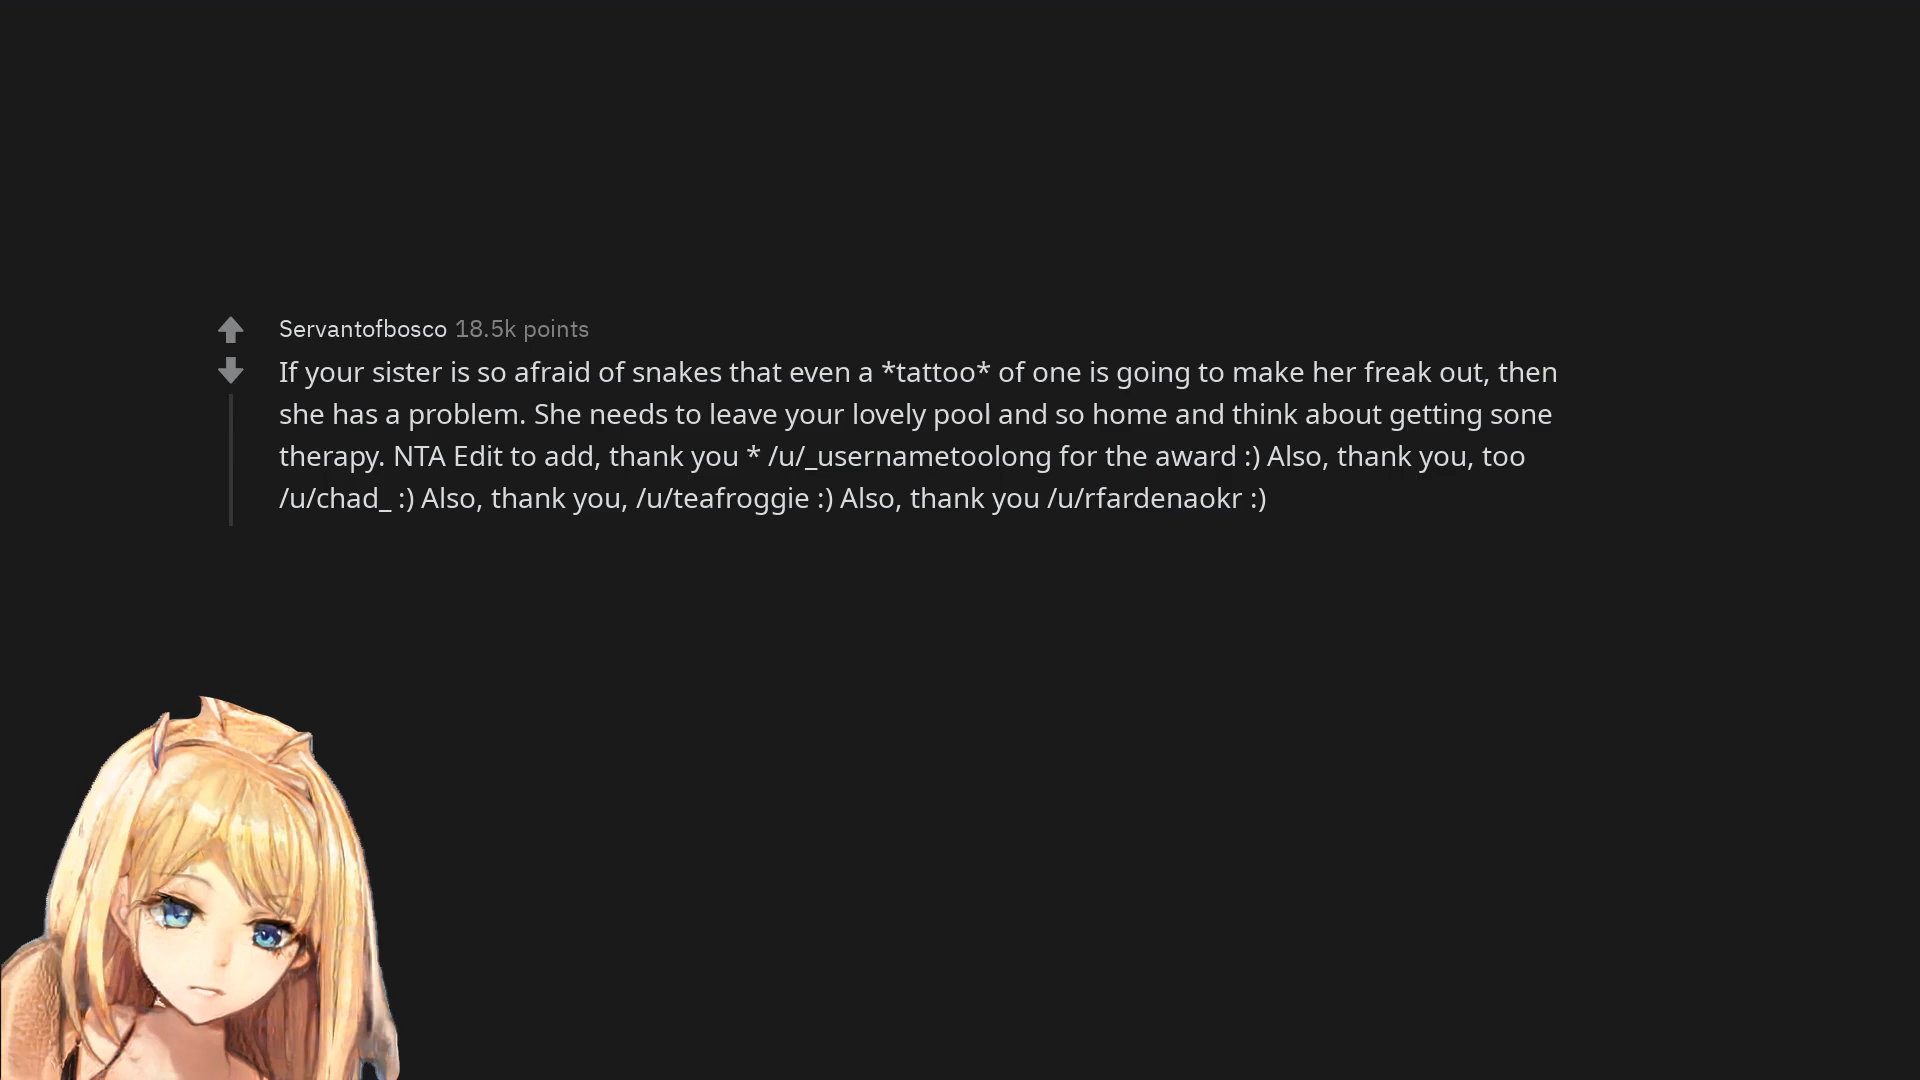 Servantofbosco 18.5k points
If your sister is so afraid of snakes that even a *tattoo* of one is going to make her freak out, then
she has a problem. She needs to leave your lovely pool and so home and think about getting sone
therapy. NTA Edit to add, thank you * /u/_usernametoolong for the award :) Also, thank you, too
/u/chad_ :) Also, thank you, /u/teafroggie :) Also, thank you /u/rfardenaokr :)